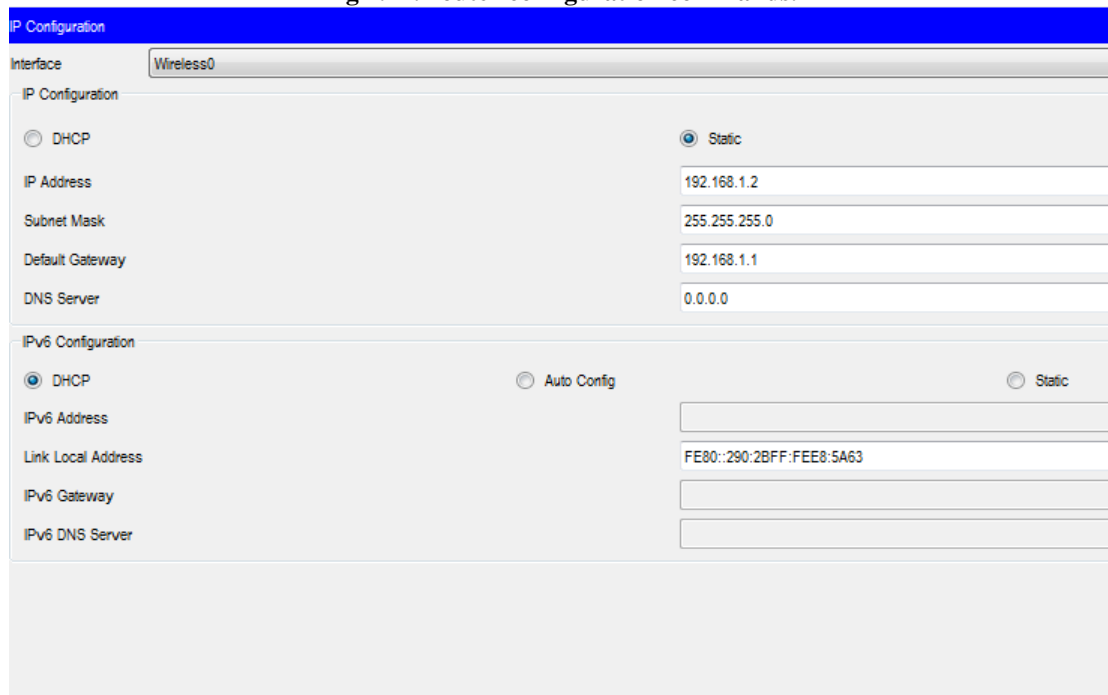 IP Configuration
Interface Wireless0
IP Configuration
DHCP Static
IP Address 192.168.1.2
Subnet Mask 255.255.255.0
Default Gateway 192.168.1.1
DNS Server 0.0.0.0
IPv6 Configuration
DHCP Auto Config Static
IPv6 Address
Link Local Address FE80::290:2BFF:FEE8:5A63
IPv6 Gateway
IPv6 DNS Server